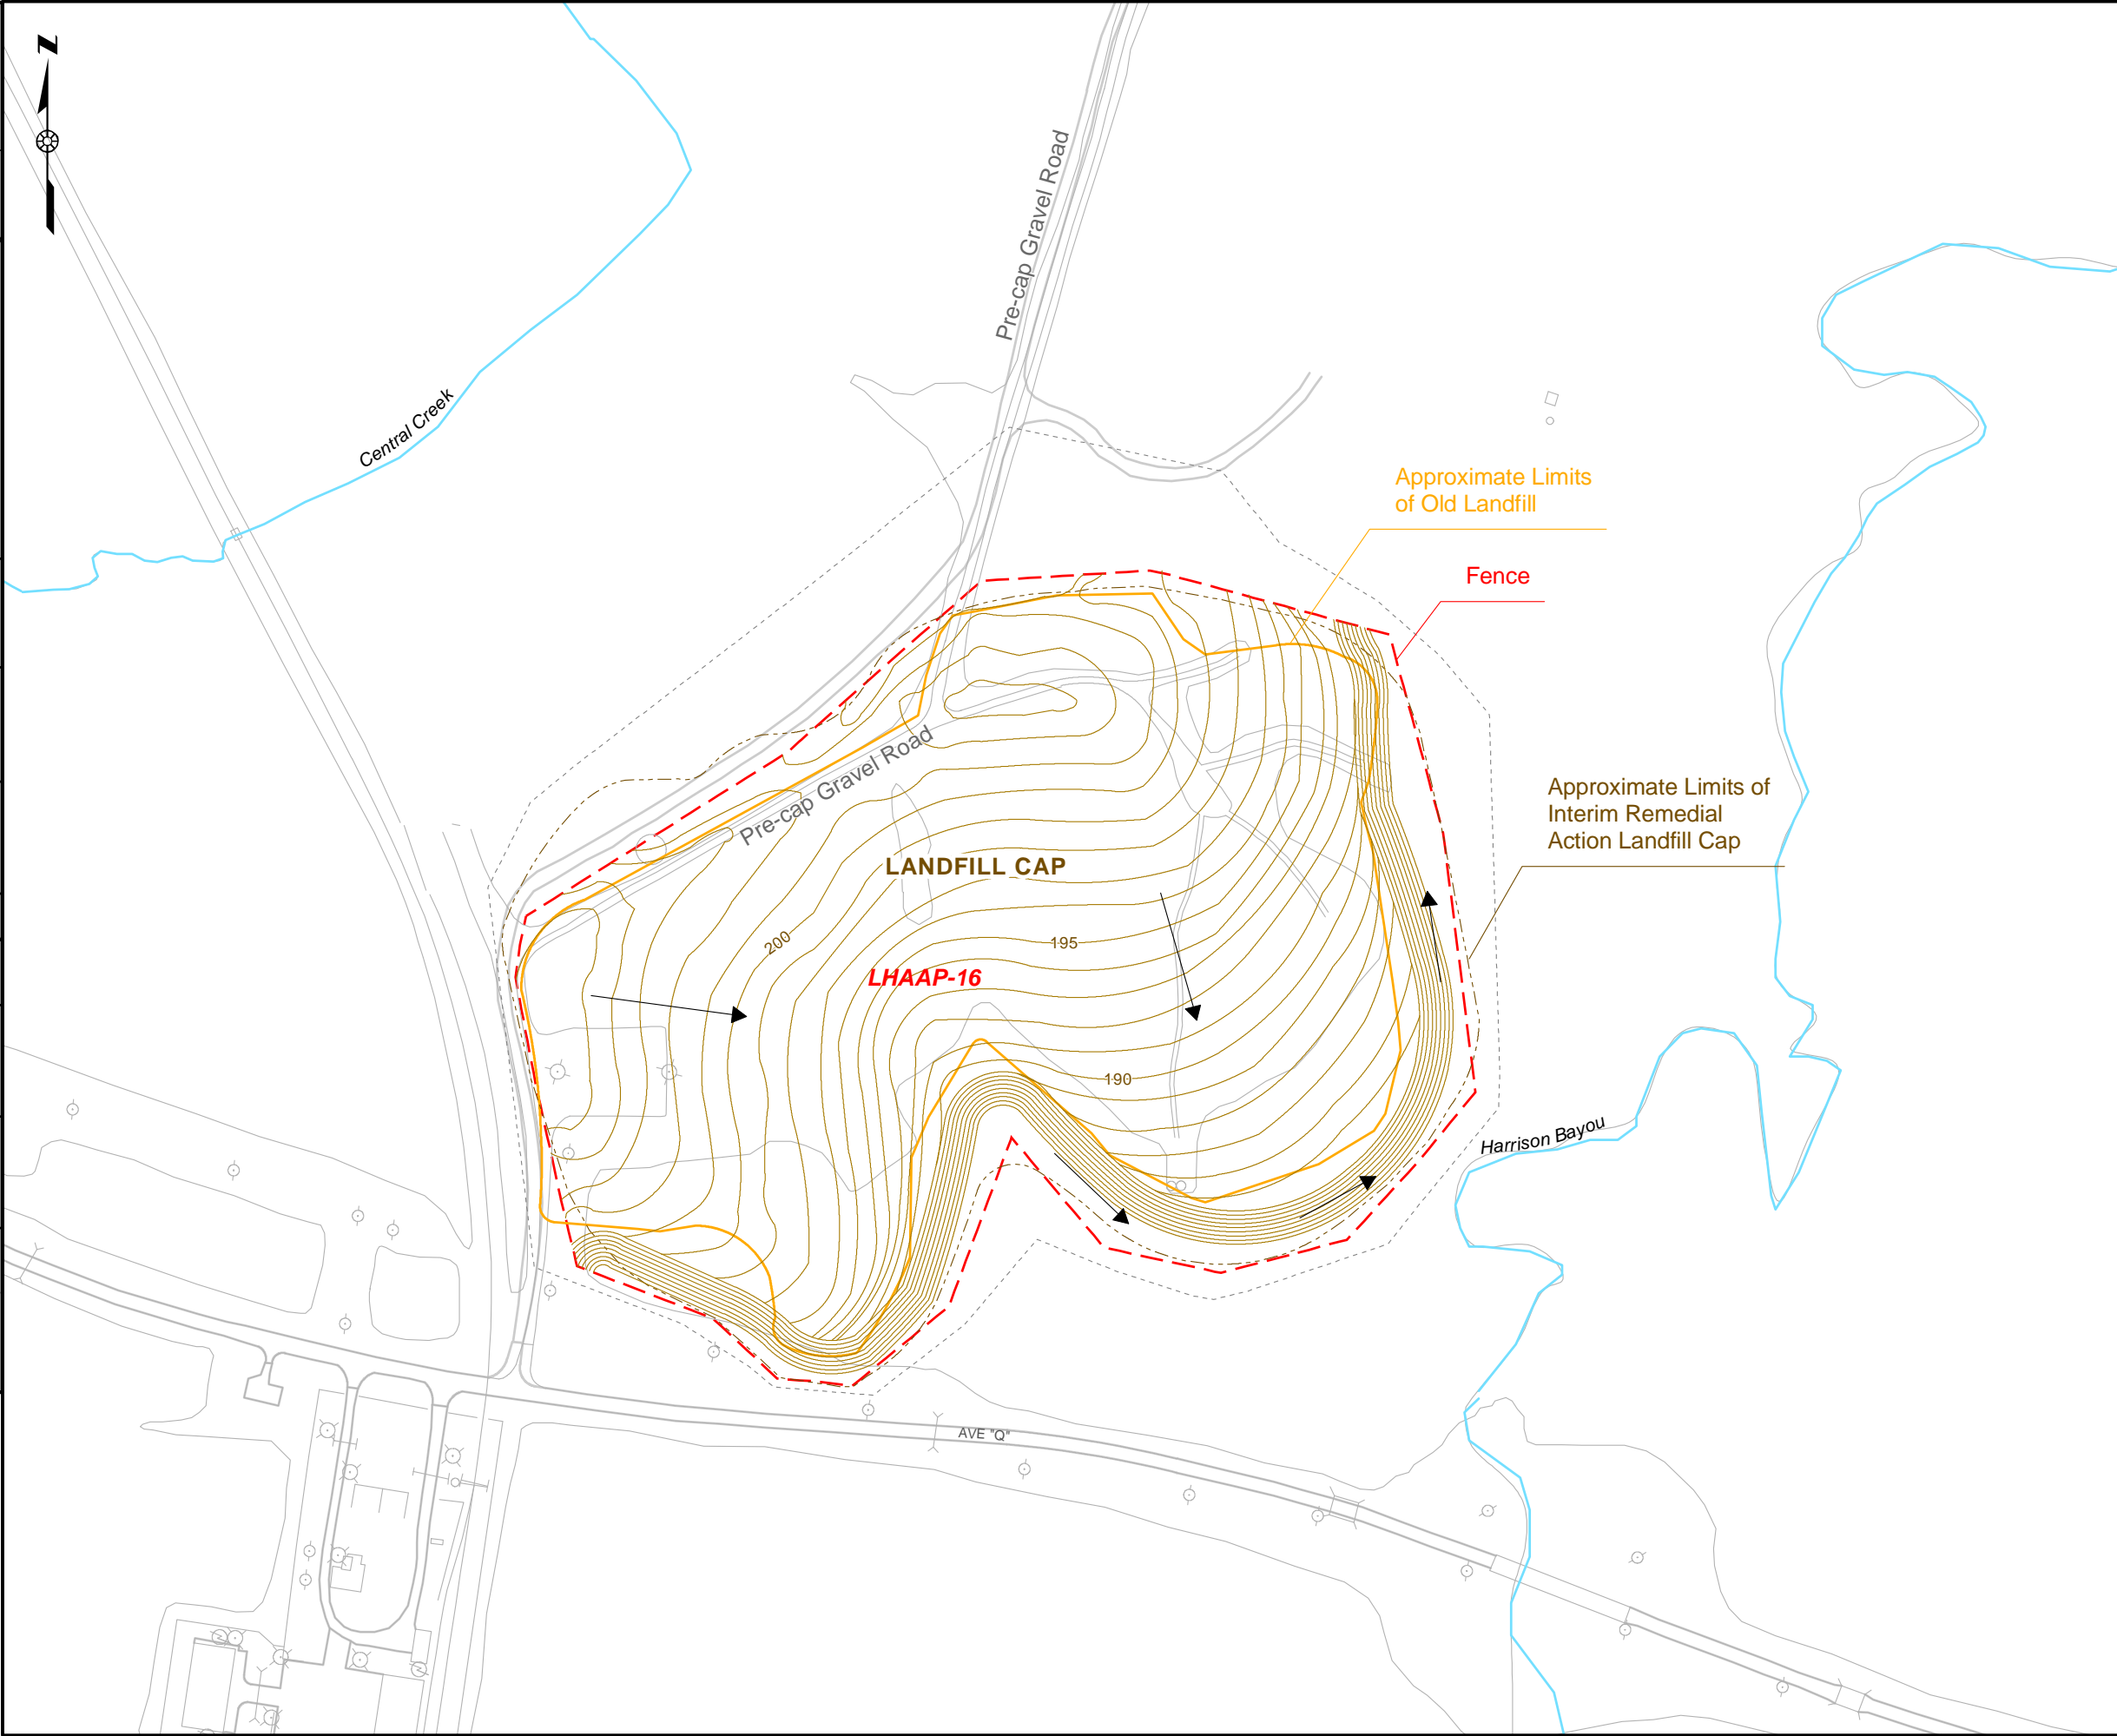 N
Pre-cap Gravel Road
Central Creek
Approximate Limits
of Old Landfill
Fence
Pre-cap Gravel Road
Approximate Limits of
Interim Remedial
Action Landfill Cap
LANDFILL CAP
200
195
LHAAP-16
190
Harrison Bayou
AVE "Q"